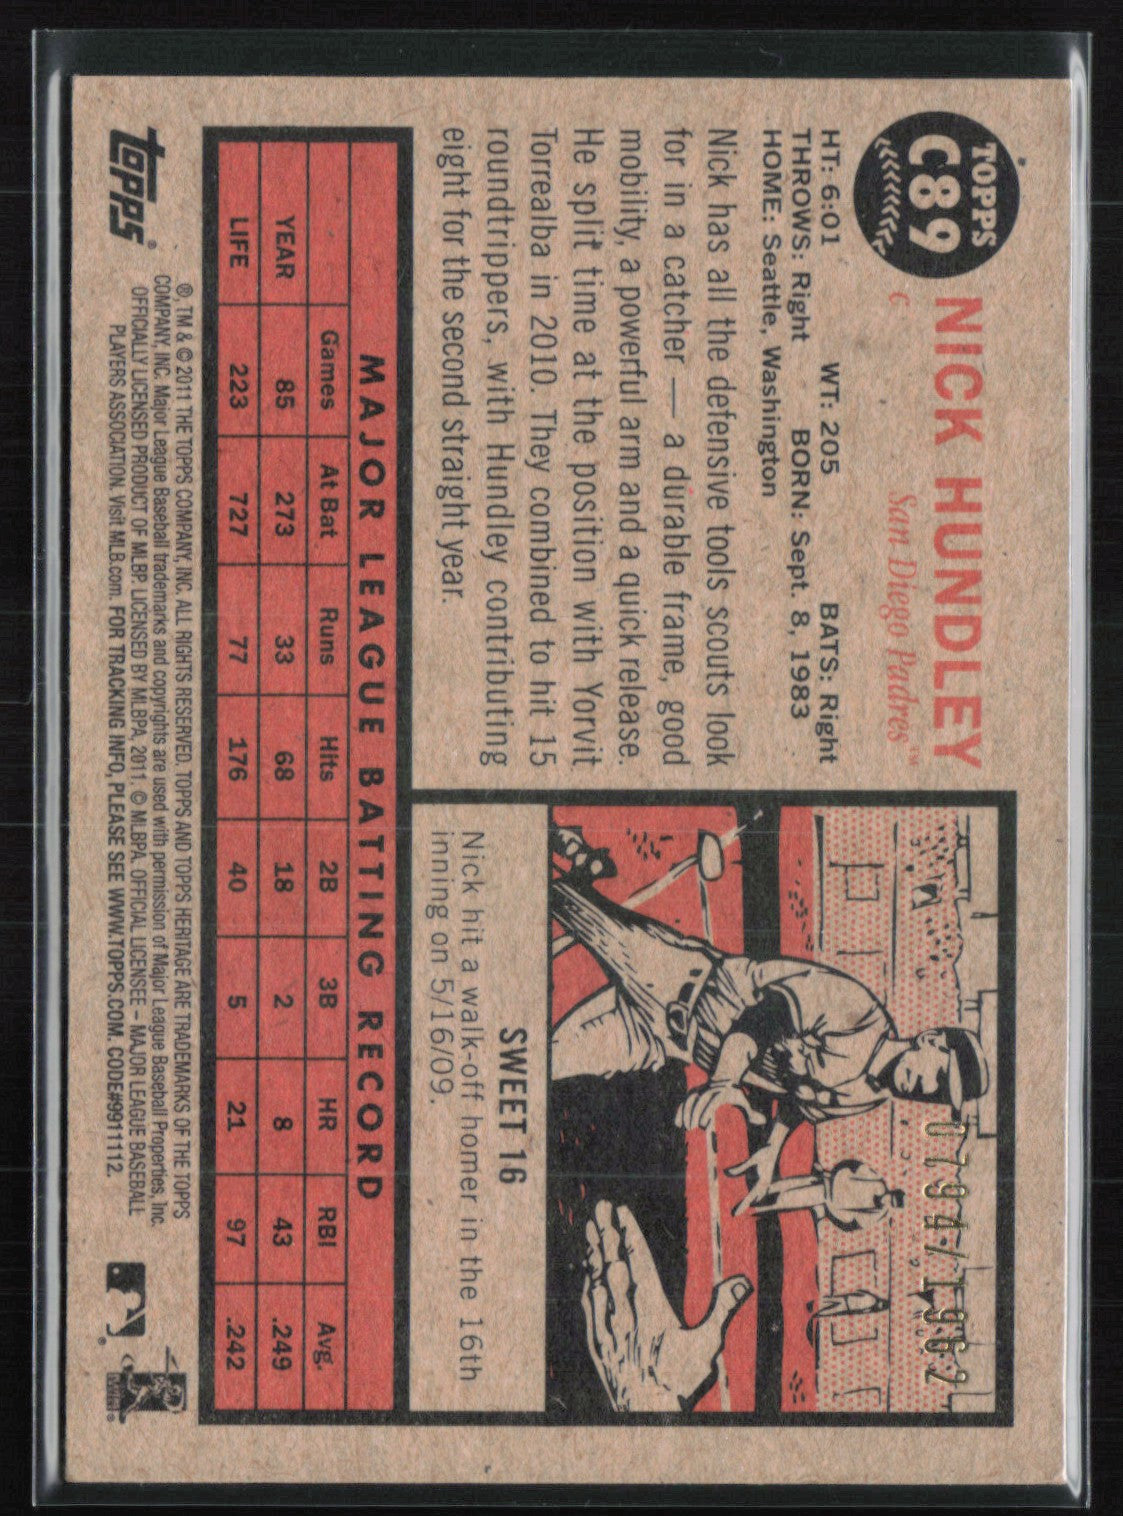 TOPPS
C89
NICK HUNDLEY
C
San Diego Padres™
HT: 6:01 WT: 205 BATS: Right
THROWS: Right BORN: Sept. 8, 1983
HOME: Seattle, Washington
Nick has all the defensive tools scouts look
for in a catcher — a durable frame, good
mobility, a powerful arm and a quick release.
He split time at the position with Yorvit
Torrealba in 2010. They combined to hit 15
roundtrippers, with Hundley contributing
eight for the second straight year.
0794/1962
SWEET 16
Nick hit a walk-off homer in the 16th
inning on 5/16/09.
MAJOR LEAGUE BATTING RECORD
Games At Bat Runs Hits 2B 3B HR RBI Avg.
YEAR 85 273 33 68 18 2 8 43 .249
LIFE 223 727 77 176 40 5 21 97 .242
topps®
®, TM & © 2011 THE TOPPS COMPANY, INC. ALL RIGHTS RESERVED. TOPPS AND TOPPS HERITAGE ARE TRADEMARKS OF THE TOPPS
COMPANY, INC. Major League Baseball trademarks and copyrights are used with permission of Major League Baseball Properties, Inc.
OFFICIALLY LICENSED PRODUCT OF MLBP. LICENSED BY MLBPA, 2011. © MLBPA. OFFICIAL LICENSEE – MAJOR LEAGUE BASEBALL
PLAYERS ASSOCIATION. Visit MLB.com. FOR TRACKING INFO, PLEASE SEE WWW.TOPPS.COM. CODE#9911112.